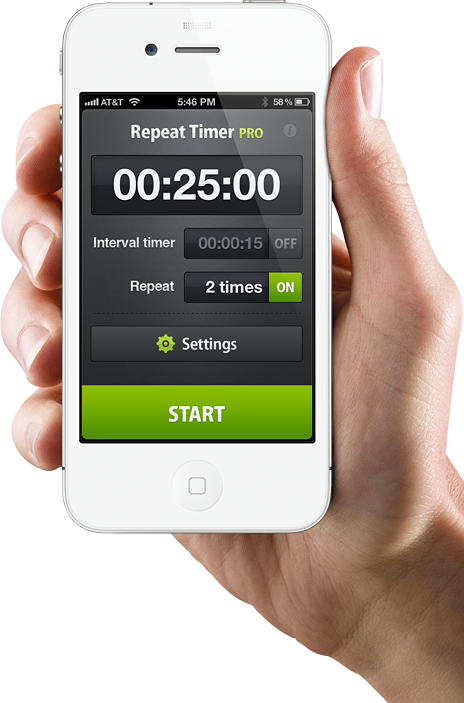 AT&T 5:46 PM 58%
Repeat Timer PRO
i
00:25:00
Interval timer 00:00:15 OFF
Repeat 2 times ON
Settings
START